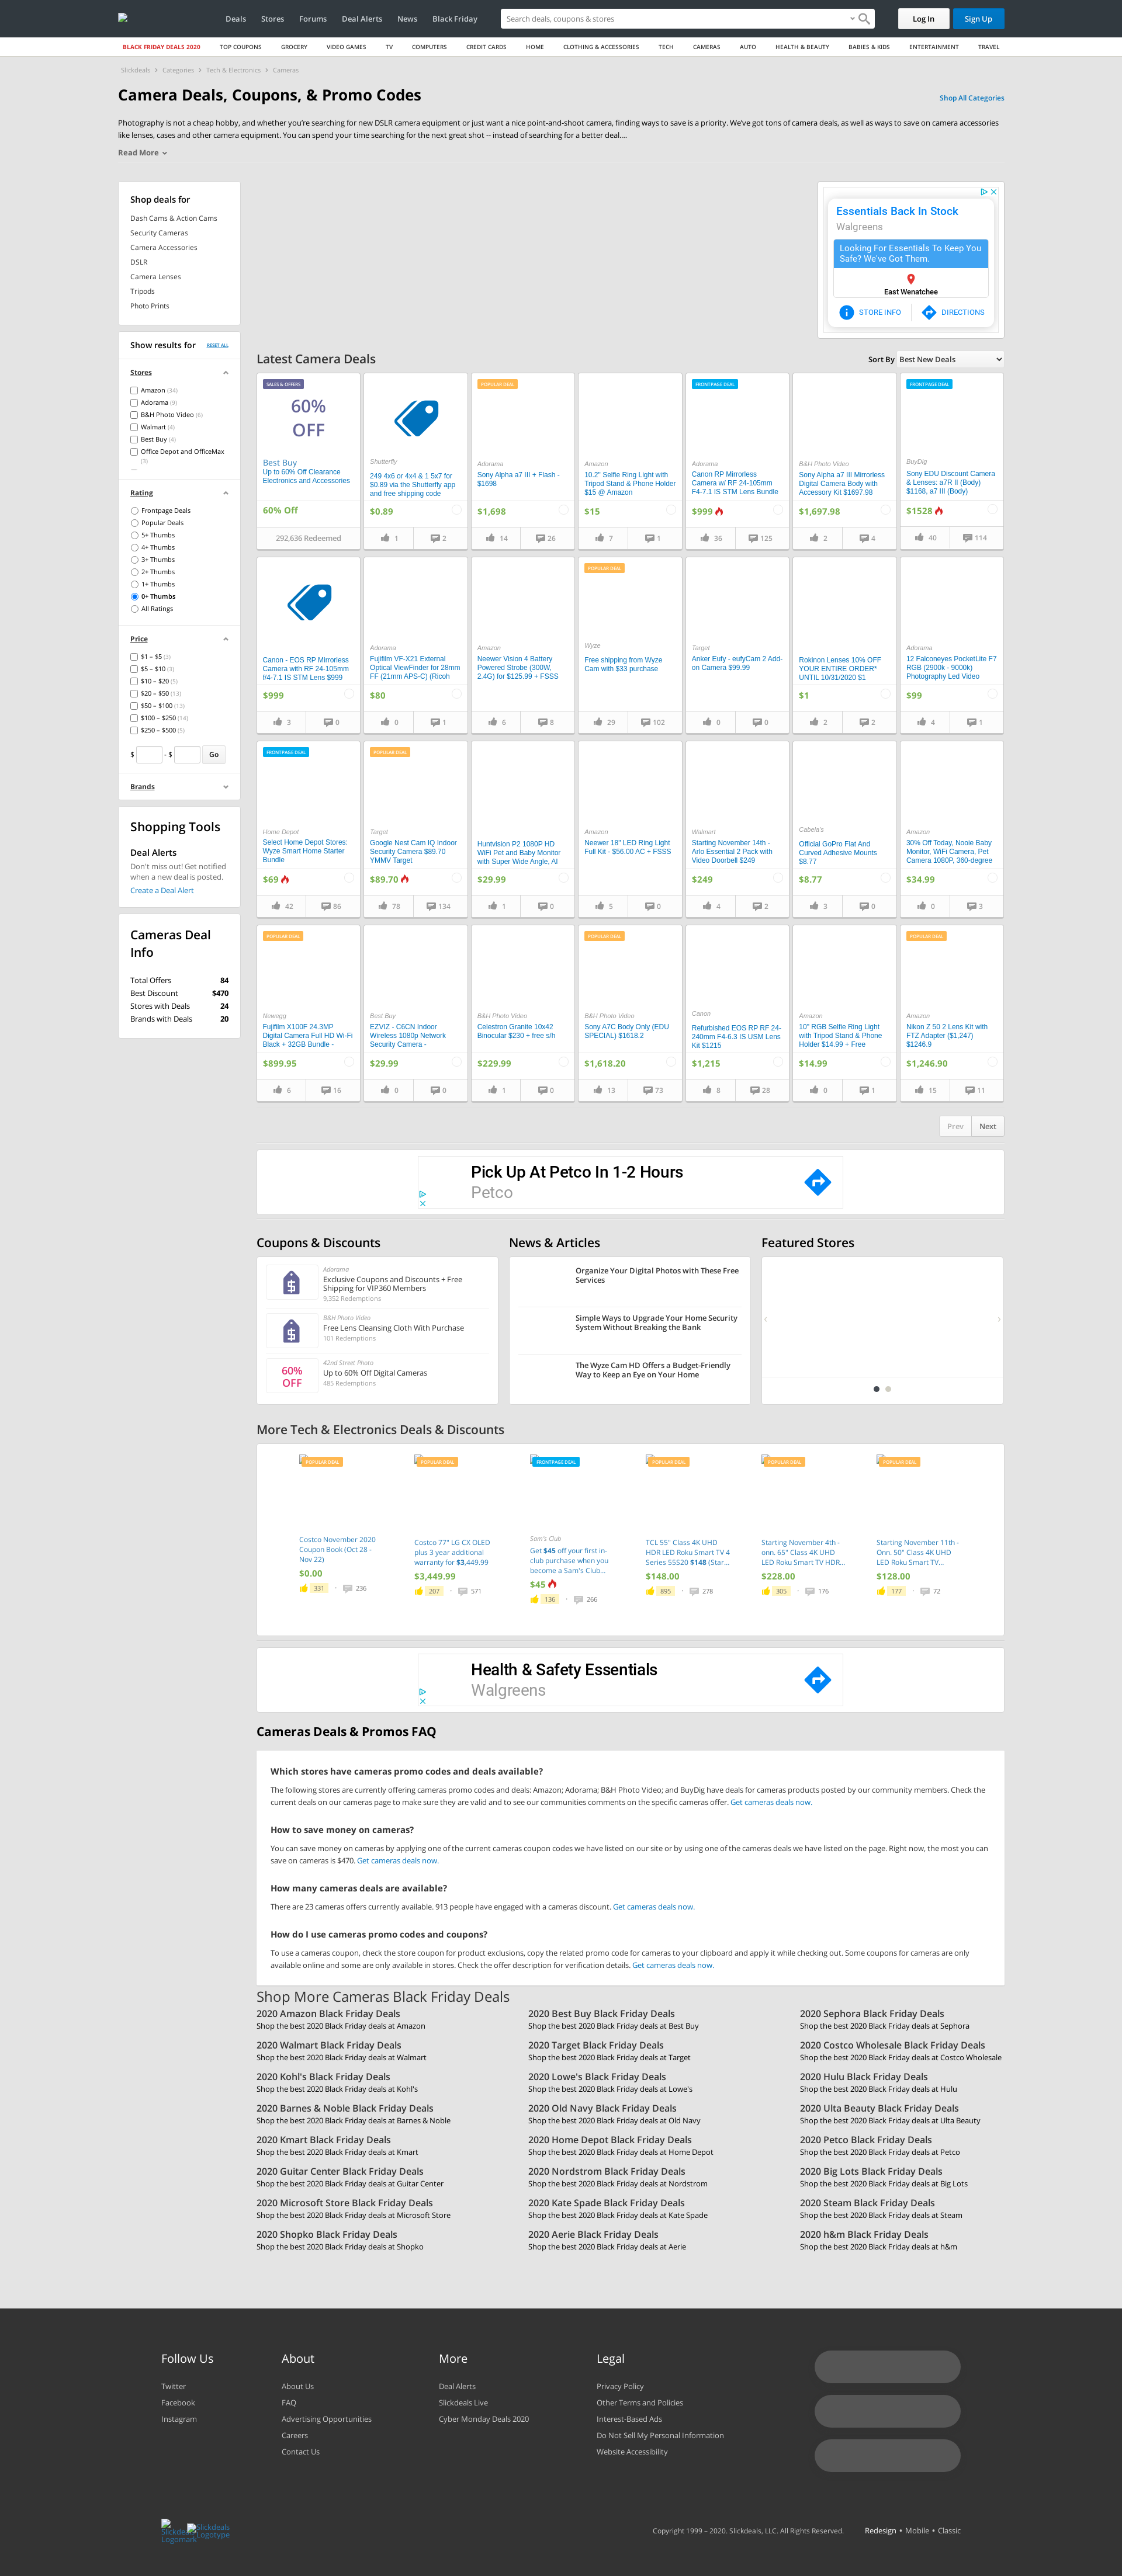 Deals Stores Forums Deal Alerts News Black Friday
Search deals, coupons & stores
Log In Sign Up
BLACK FRIDAY DEALS 2020 TOP COUPONS GROCERY VIDEO GAMES TV COMPUTERS CREDIT CARDS HOME CLOTHING & ACCESSORIES TECH CAMERAS AUTO HEALTH & BEAUTY BABIES & KIDS ENTERTAINMENT TRAVEL
Slickdeals > Categories > Tech & Electronics > Cameras
Camera Deals, Coupons, & Promo Codes
Shop All Categories
Photography is not a cheap hobby, and whether you're searching for new DSLR camera equipment or just want a nice point-and-shoot camera, finding ways to save is a priority. We've got tons of camera deals, as well as ways to save on camera accessories
like lenses, cases and other camera equipment. You can spend your time searching for the next great shot -- instead of searching for a better deal....
Read More
Shop deals for
Dash Cams & Action Cams
Security Cameras
Camera Accessories
DSLR
Camera Lenses
Tripods
Photo Prints
Show results for RESET ALL
Stores
Amazon (34)
Adorama (9)
B&H Photo Video (6)
Walmart (4)
Best Buy (4)
Office Depot and OfficeMax
(3)
Rating
Frontpage Deals
Popular Deals
5+ Thumbs
4+ Thumbs
3+ Thumbs
2+ Thumbs
1+ Thumbs
0+ Thumbs
All Ratings
Price
$1 – $5 (3)
$5 – $10 (3)
$10 – $20 (5)
$20 – $50 (13)
$50 – $100 (13)
$100 – $250 (14)
$250 – $500 (5)
$ - $ Go
Brands
Shopping Tools
Deal Alerts
Don't miss out! Get notified
when a new deal is posted.
Create a Deal Alert
Cameras Deal
Info
Total Offers 84
Best Discount $470
Stores with Deals 24
Brands with Deals 20
Essentials Back In Stock
Walgreens
Looking For Essentials To Keep You
Safe? We've Got Them.
East Wenatchee
STORE INFO DIRECTIONS
Latest Camera Deals
Sort By Best New Deals
SALES & OFFERS
60%
OFF
Best Buy
Up to 60% Off Clearance
Electronics and Accessories
60% Off
292,636 Redeemed
Shutterfly
249 4x6 or 4x4 & 1 5x7 for
$0.89 via the Shutterfly app
and free shipping code
$0.89
1 2
POPULAR DEAL
Adorama
Sony Alpha a7 III + Flash -
$1698
$1,698
14 26
Amazon
10.2" Selfie Ring Light with
Tripod Stand & Phone Holder
$15 @ Amazon
$15
7 1
FRONTPAGE DEAL
Adorama
Canon RP Mirrorless
Camera w/ RF 24-105mm
F4-7.1 IS STM Lens Bundle
$999
36 125
B&H Photo Video
Sony Alpha a7 III Mirrorless
Digital Camera Body with
Accessory Kit $1697.98
$1,697.98
2 4
FRONTPAGE DEAL
BuyDig
Sony EDU Discount Camera
& Lenses: a7R II (Body)
$1168, a7 III (Body)
$1528
40 114
Canon - EOS RP Mirrorless
Camera with RF 24-105mm
f/4-7.1 IS STM Lens $999
$999
3 0
Adorama
Fujifilm VF-X21 External
Optical ViewFinder for 28mm
FF (21mm APS-C) (Ricoh
$80
0 1
Amazon
Neewer Vision 4 Battery
Powered Strobe (300W,
2.4G) for $125.99 + FSSS
6 8
POPULAR DEAL
Wyze
Free shipping from Wyze
Cam with $33 purchase
29 102
Target
Anker Eufy - eufyCam 2 Add-
on Camera $99.99
0 0
Rokinon Lenses 10% OFF
YOUR ENTIRE ORDER*
UNTIL 10/31/2020 $1
$1
2 2
Adorama
12 Falconeyes PocketLite F7
RGB (2900k - 9000k)
Photography Led Video
$99
4 1
FRONTPAGE DEAL
Home Depot
Select Home Depot Stores:
Wyze Smart Home Starter
Bundle
$69
42 86
POPULAR DEAL
Target
Google Nest Cam IQ Indoor
Security Camera $89.70
YMMV Target
$89.70
78 134
Huntvision P2 1080P HD
WiFi Pet and Baby Monitor
with Super Wide Angle, AI
$29.99
1 0
Amazon
Neewer 18" LED Ring Light
Full Kit - $56.00 AC + FSSS
5 0
Walmart
Starting November 14th -
Arlo Essential 2 Pack with
Video Doorbell $249
$249
4 2
Cabela's
Official GoPro Flat And
Curved Adhesive Mounts
$8.77
$8.77
3 0
Amazon
30% Off Today, Nooie Baby
Monitor, WiFi Camera, Pet
Camera 1080P, 360-degree
$34.99
0 3
POPULAR DEAL
Newegg
Fujifilm X100F 24.3MP
Digital Camera Full HD Wi-Fi
Black + 32GB Bundle -
$899.95
6 16
Best Buy
EZVIZ - C6CN Indoor
Wireless 1080p Network
Security Camera -
$29.99
0 0
B&H Photo Video
Celestron Granite 10x42
Binocular $230 + free s/h
$229.99
1 0
POPULAR DEAL
B&H Photo Video
Sony A7C Body Only (EDU
SPECIAL) $1618.2
$1,618.20
13 73
Canon
Refurbished EOS RP RF 24-
240mm F4-6.3 IS USM Lens
Kit $1215
$1,215
8 28
Amazon
10" RGB Selfie Ring Light
with Tripod Stand & Phone
Holder $14.99 + Free
$14.99
0 1
POPULAR DEAL
Amazon
Nikon Z 50 2 Lens Kit with
FTZ Adapter ($1,247)
$1246.9
$1,246.90
15 11
Prev Next
Pick Up At Petco In 1-2 Hours
Petco
Coupons & Discounts
Adorama
Exclusive Coupons and Discounts + Free
Shipping for VIP360 Members
9,352 Redemptions
B&H Photo Video
Free Lens Cleansing Cloth With Purchase
101 Redemptions
60%
OFF
42nd Street Photo
Up to 60% Off Digital Cameras
485 Redemptions
News & Articles
Organize Your Digital Photos with These Free
Services
Simple Ways to Upgrade Your Home Security
System Without Breaking the Bank
The Wyze Cam HD Offers a Budget-Friendly
Way to Keep an Eye on Your Home
Featured Stores
More Tech & Electronics Deals & Discounts
POPULAR DEAL
Costco November 2020
Coupon Book (Oct 28 -
Nov 22)
$0.00
331 · 236
POPULAR DEAL
Costco 77" LG CX OLED
plus 3 year additional
warranty for $3,449.99
$3,449.99
207 · 571
FRONTPAGE DEAL
Sam's Club
Get $45 off your first in-
club purchase when you
become a Sam's Club...
$45
136 · 266
POPULAR DEAL
TCL 55" Class 4K UHD
HDR LED Roku Smart TV 4
Series 55S20 $148 (Star...
$148.00
895 · 278
POPULAR DEAL
Starting November 4th -
onn. 65" Class 4K UHD
LED Roku Smart TV HDR...
$228.00
305 · 176
POPULAR DEAL
Starting November 11th -
Onn. 50" Class 4K UHD
LED Roku Smart TV...
$128.00
177 · 72
Health & Safety Essentials
Walgreens
Cameras Deals & Promos FAQ
Which stores have cameras promo codes and deals available?
The following stores are currently offering cameras promo codes and deals: Amazon; Adorama; B&H Photo Video; and BuyDig have deals for cameras products posted by our community members. Check the
current deals on our cameras page to make sure they are valid and to see our communities comments on the specific cameras offer. Get cameras deals now.
How to save money on cameras?
You can save money on cameras by applying one of the current cameras coupon codes we have listed on our site or by using one of the cameras deals we have listed on the page. Right now, the most you can
save on cameras is $470. Get cameras deals now.
How many cameras deals are available?
There are 23 cameras offers currently available. 913 people have engaged with a cameras discount. Get cameras deals now.
How do I use cameras promo codes and coupons?
To use a cameras coupon, check the store coupon for product exclusions, copy the related promo code for cameras to your clipboard and apply it while checking out. Some coupons for cameras are only
available online and some are only available in stores. Check the offer description for verification details. Get cameras deals now.
Shop More Cameras Black Friday Deals
2020 Amazon Black Friday Deals
Shop the best 2020 Black Friday deals at Amazon
2020 Best Buy Black Friday Deals
Shop the best 2020 Black Friday deals at Best Buy
2020 Sephora Black Friday Deals
Shop the best 2020 Black Friday deals at Sephora
2020 Walmart Black Friday Deals
Shop the best 2020 Black Friday deals at Walmart
2020 Target Black Friday Deals
Shop the best 2020 Black Friday deals at Target
2020 Costco Wholesale Black Friday Deals
Shop the best 2020 Black Friday deals at Costco Wholesale
2020 Kohl's Black Friday Deals
Shop the best 2020 Black Friday deals at Kohl's
2020 Lowe's Black Friday Deals
Shop the best 2020 Black Friday deals at Lowe's
2020 Hulu Black Friday Deals
Shop the best 2020 Black Friday deals at Hulu
2020 Barnes & Noble Black Friday Deals
Shop the best 2020 Black Friday deals at Barnes & Noble
2020 Old Navy Black Friday Deals
Shop the best 2020 Black Friday deals at Old Navy
2020 Ulta Beauty Black Friday Deals
Shop the best 2020 Black Friday deals at Ulta Beauty
2020 Kmart Black Friday Deals
Shop the best 2020 Black Friday deals at Kmart
2020 Home Depot Black Friday Deals
Shop the best 2020 Black Friday deals at Home Depot
2020 Petco Black Friday Deals
Shop the best 2020 Black Friday deals at Petco
2020 Guitar Center Black Friday Deals
Shop the best 2020 Black Friday deals at Guitar Center
2020 Nordstrom Black Friday Deals
Shop the best 2020 Black Friday deals at Nordstrom
2020 Big Lots Black Friday Deals
Shop the best 2020 Black Friday deals at Big Lots
2020 Microsoft Store Black Friday Deals
Shop the best 2020 Black Friday deals at Microsoft Store
2020 Kate Spade Black Friday Deals
Shop the best 2020 Black Friday deals at Kate Spade
2020 Steam Black Friday Deals
Shop the best 2020 Black Friday deals at Steam
2020 Shopko Black Friday Deals
Shop the best 2020 Black Friday deals at Shopko
2020 Aerie Black Friday Deals
Shop the best 2020 Black Friday deals at Aerie
2020 h&m Black Friday Deals
Shop the best 2020 Black Friday deals at h&m
Follow Us
Twitter
Facebook
Instagram
About
About Us
FAQ
Advertising Opportunities
Careers
Contact Us
More
Deal Alerts
Slickdeals Live
Cyber Monday Deals 2020
Legal
Privacy Policy
Other Terms and Policies
Interest-Based Ads
Do Not Sell My Personal Information
Website Accessibility
Slickdeals
Logomark
Slickdeals
Logotype
Copyright 1999 – 2020. Slickdeals, LLC. All Rights Reserved. Redesign • Mobile • Classic